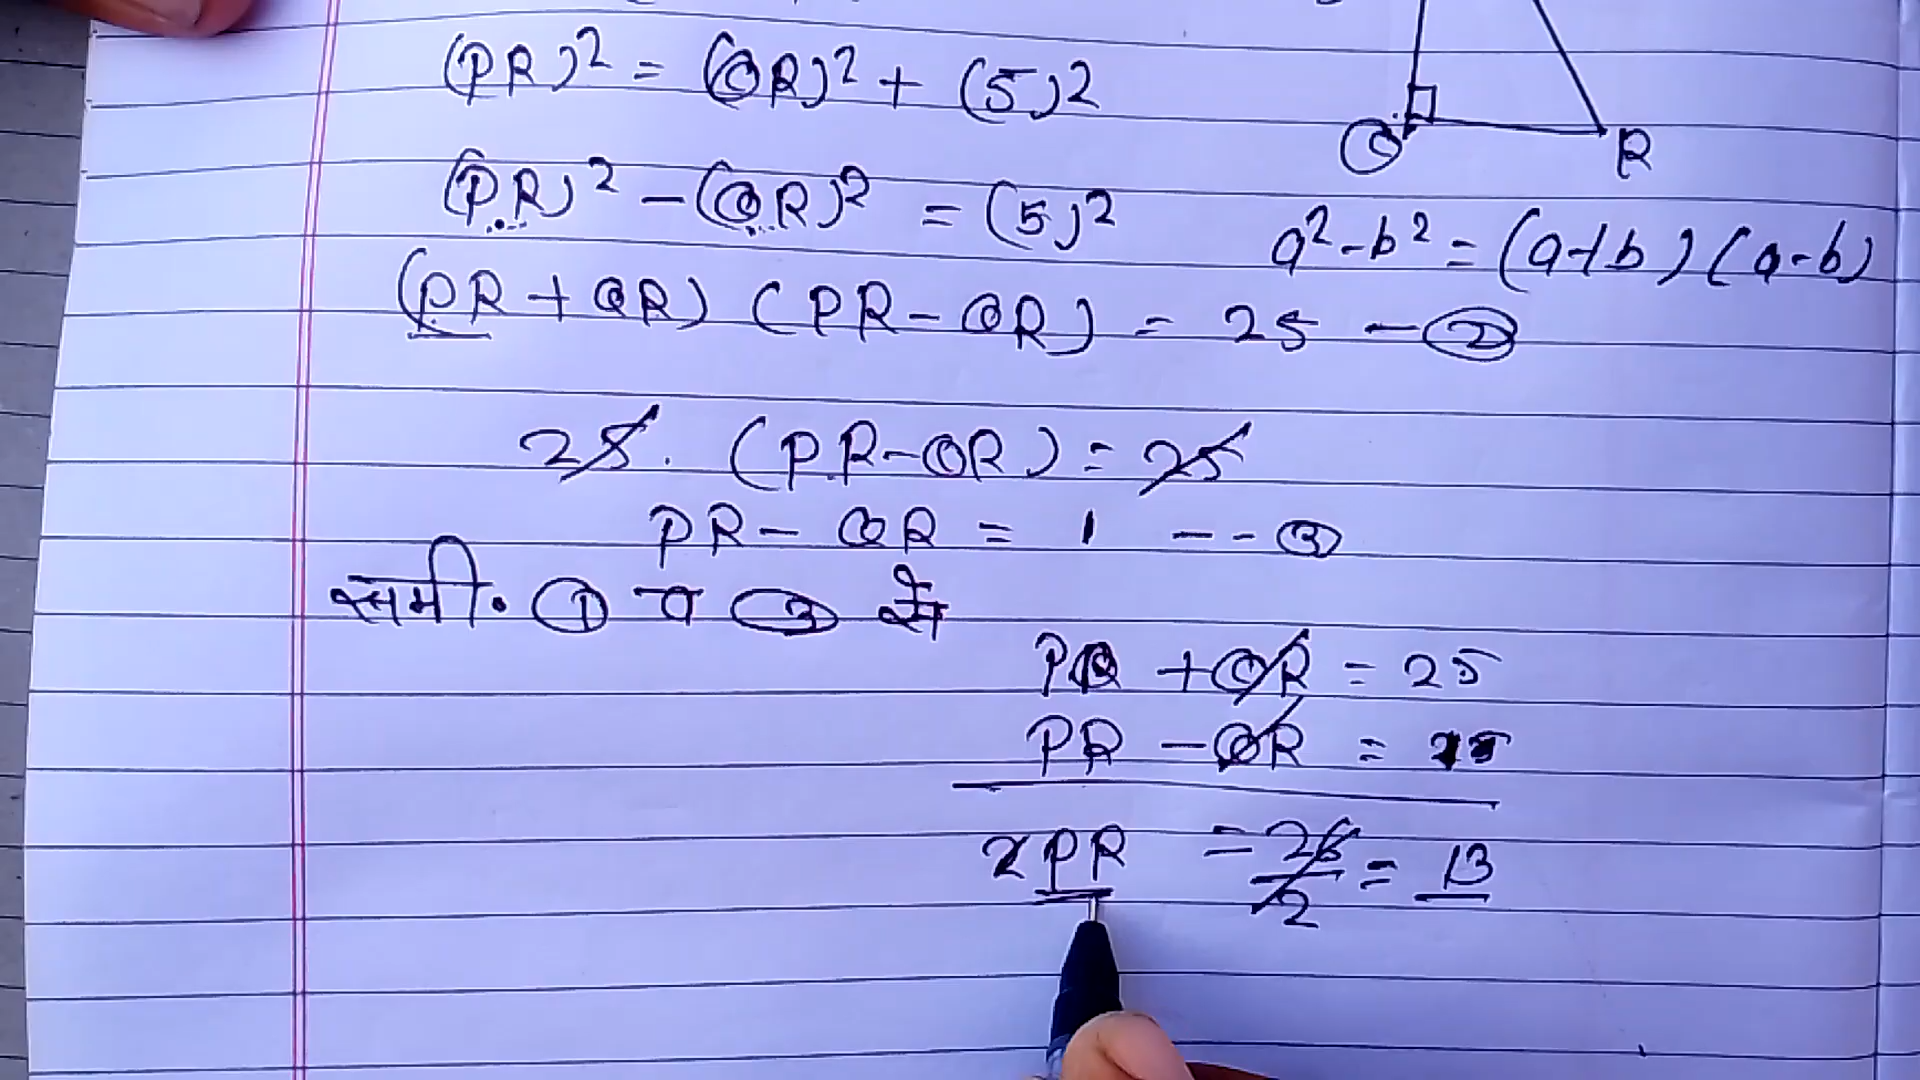 (PR)² = (QR)² + (5)²
Q R
(PR)² - (QR)² = (5)²
a² - b² = (a+b) (a-b)
(PR + QR) (PR - QR) = 25 - ②
25. (PR - QR) = 25
PR - QR = 1 - - ③
समी. ① व ③ से
+ QR = 25
PR - QR =
2PR = 26/2 = 13